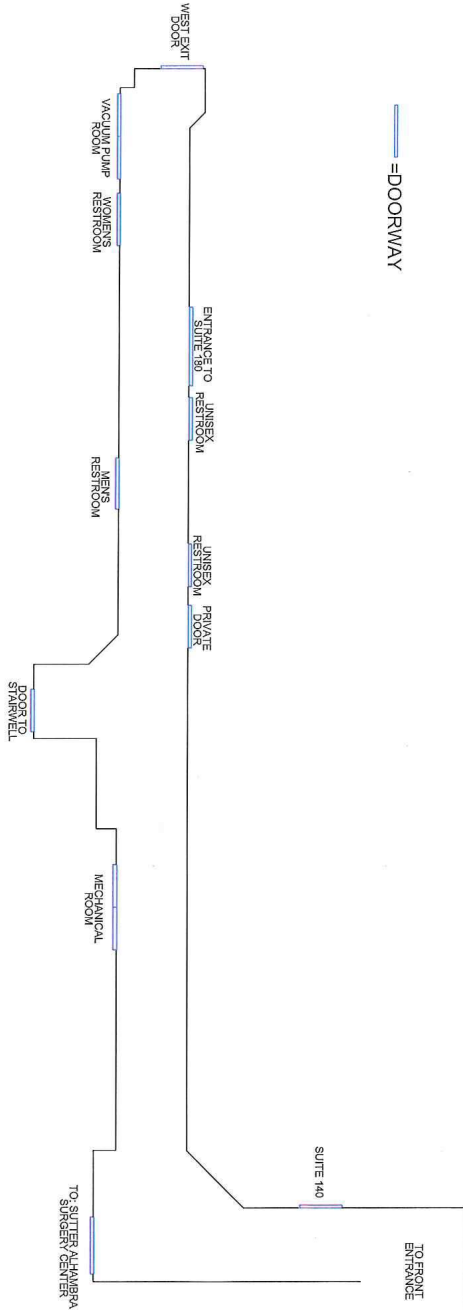 =DOORWAY
WEST EXIT
DOOR
VACUUM PUMP
ROOM
WOMEN'S
RESTROOM
ENTRANCE TO
SUITE 180
UNISEX
RESTROOM
MEN'S
RESTROOM
UNISEX
RESTROOM
PRIVATE
DOOR
DOOR TO
STAIRWELL
MECHANICAL
ROOM
SUITE 140
TO FRONT
ENTRANCE
TO: SUTTER ALHAMBRA
SURGERY CENTER